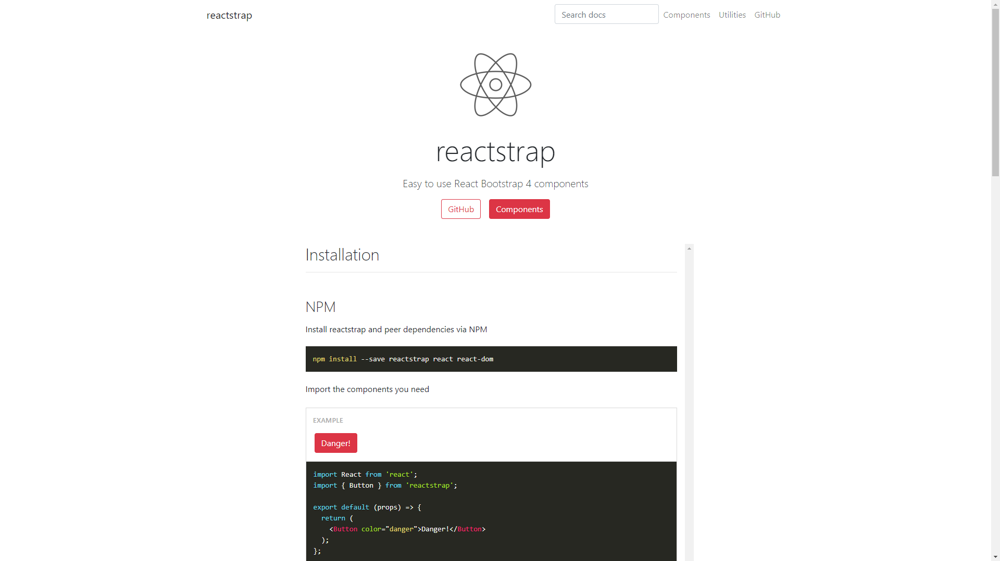 reactstrap
Search docs
Components
Utilities
GitHub
reactstrap
Easy to use React Bootstrap 4 components
GitHub
Components
Installation
NPM
Install reactstrap and peer dependencies via NPM
npm install --save reactstrap react react-dom
Import the components you need
EXAMPLE
Danger!
import React from 'react';
import { Button } from 'reactstrap';
export default (props) => {
  return (
    <Button color="danger">Danger!</Button>
  );
};